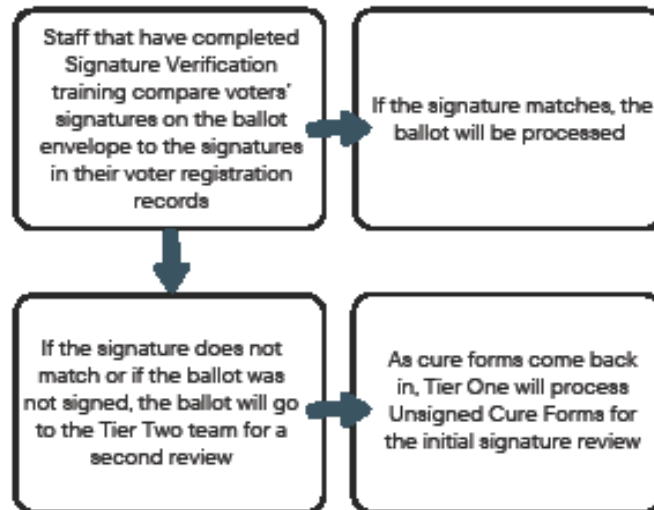 Staff that have completed
Signature Verification
training compare voters'
signatures on the ballot
envelope to the signatures
in their voter registration
records
If the signature matches, the
ballot will be processed
If the signature does not
match or if the ballot was
not signed, the ballot will go
to the Tier Two team for a
second review
As cure forms come back
in, Tier One will process
Unsigned Cure Forms for
the initial signature review